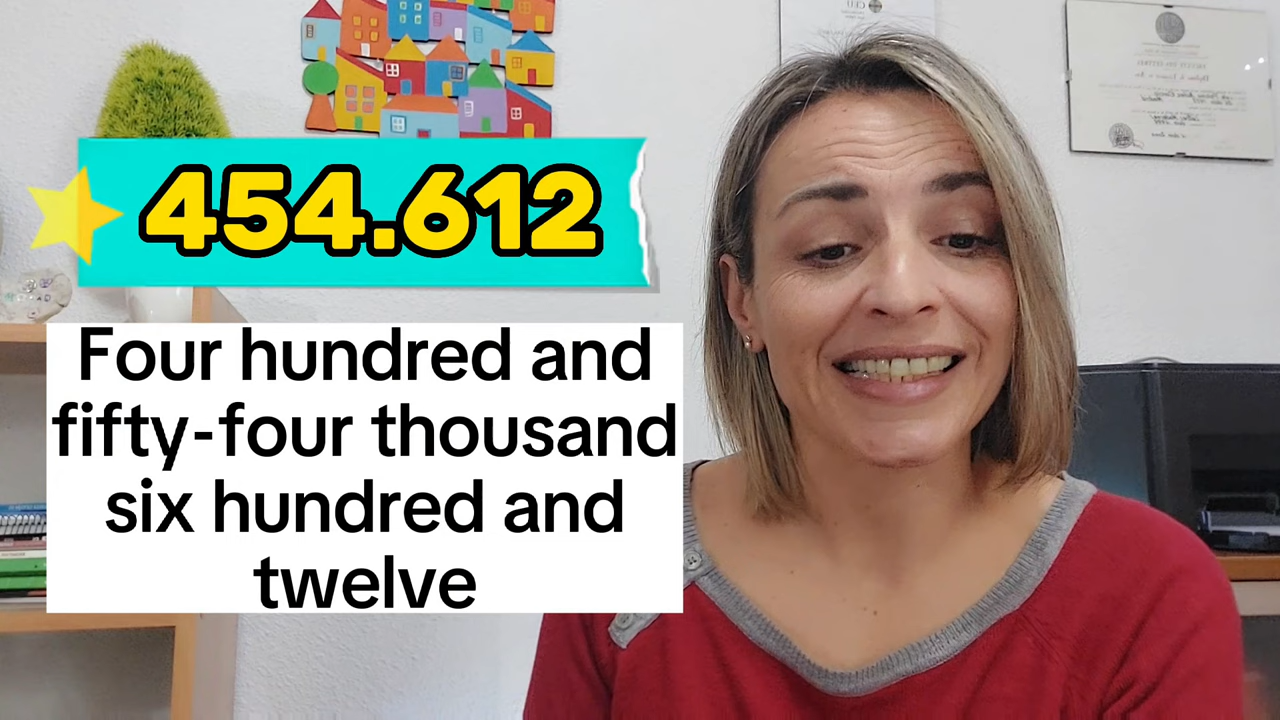 454.612
Four hundred and
fifty-four thousand
six hundred and
twelve